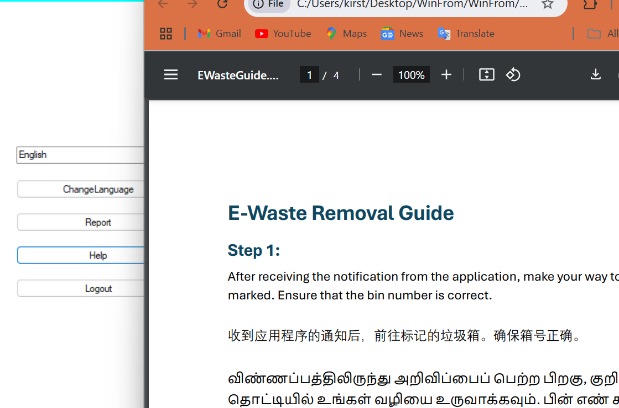 File C:/Users/kirst/Desktop/WinFrom/WinFrom/...
Gmail YouTube Maps News Translate All
EWasteGuide.... 1 / 4 100%
English
ChangeLanguage
Report
Help
Logout
E-Waste Removal Guide
Step 1:
After receiving the notification from the application, make your way to
marked. Ensure that the bin number is correct.
收到应用程序的通知后，前往标记的垃圾箱。确保箱号正确。
விண்ணப்பத்திலிருந்து அறிவிப்பைப் பெற்ற பிறகு, குறி
தொட்டியில் உங்கள் வழியை உருவாக்கவும். பின் எண்